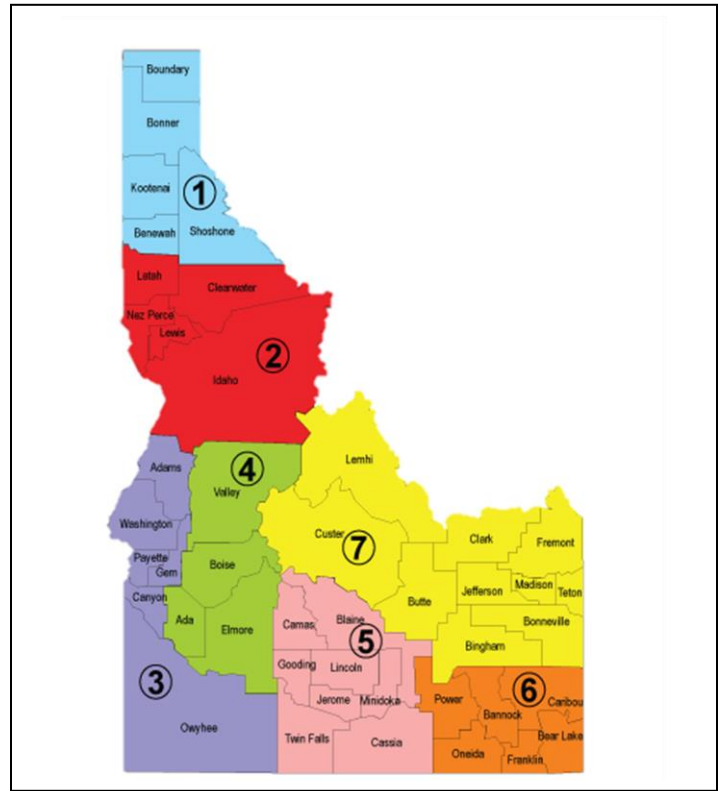 Boundary
Bonner
Kootenai
1
Benewah
Shoshone
Latah
Clearwater
Nez Perce
Lewis
2
Idaho
Adams
4
Valley
Lemhi
Washington
Custer
7
Clark
Fremont
Payette
Gem
Boise
Canyon
Butte
Jefferson
Madison
Teton
Ada
Elmore
Camas
Blaine
5
Bonneville
Bingham
Gooding
Lincoln
3
Owyhee
Jerome
Minidoka
Power
6
Caribou
Bannock
Twin Falls
Cassia
Bear Lake
Oneida
Franklin